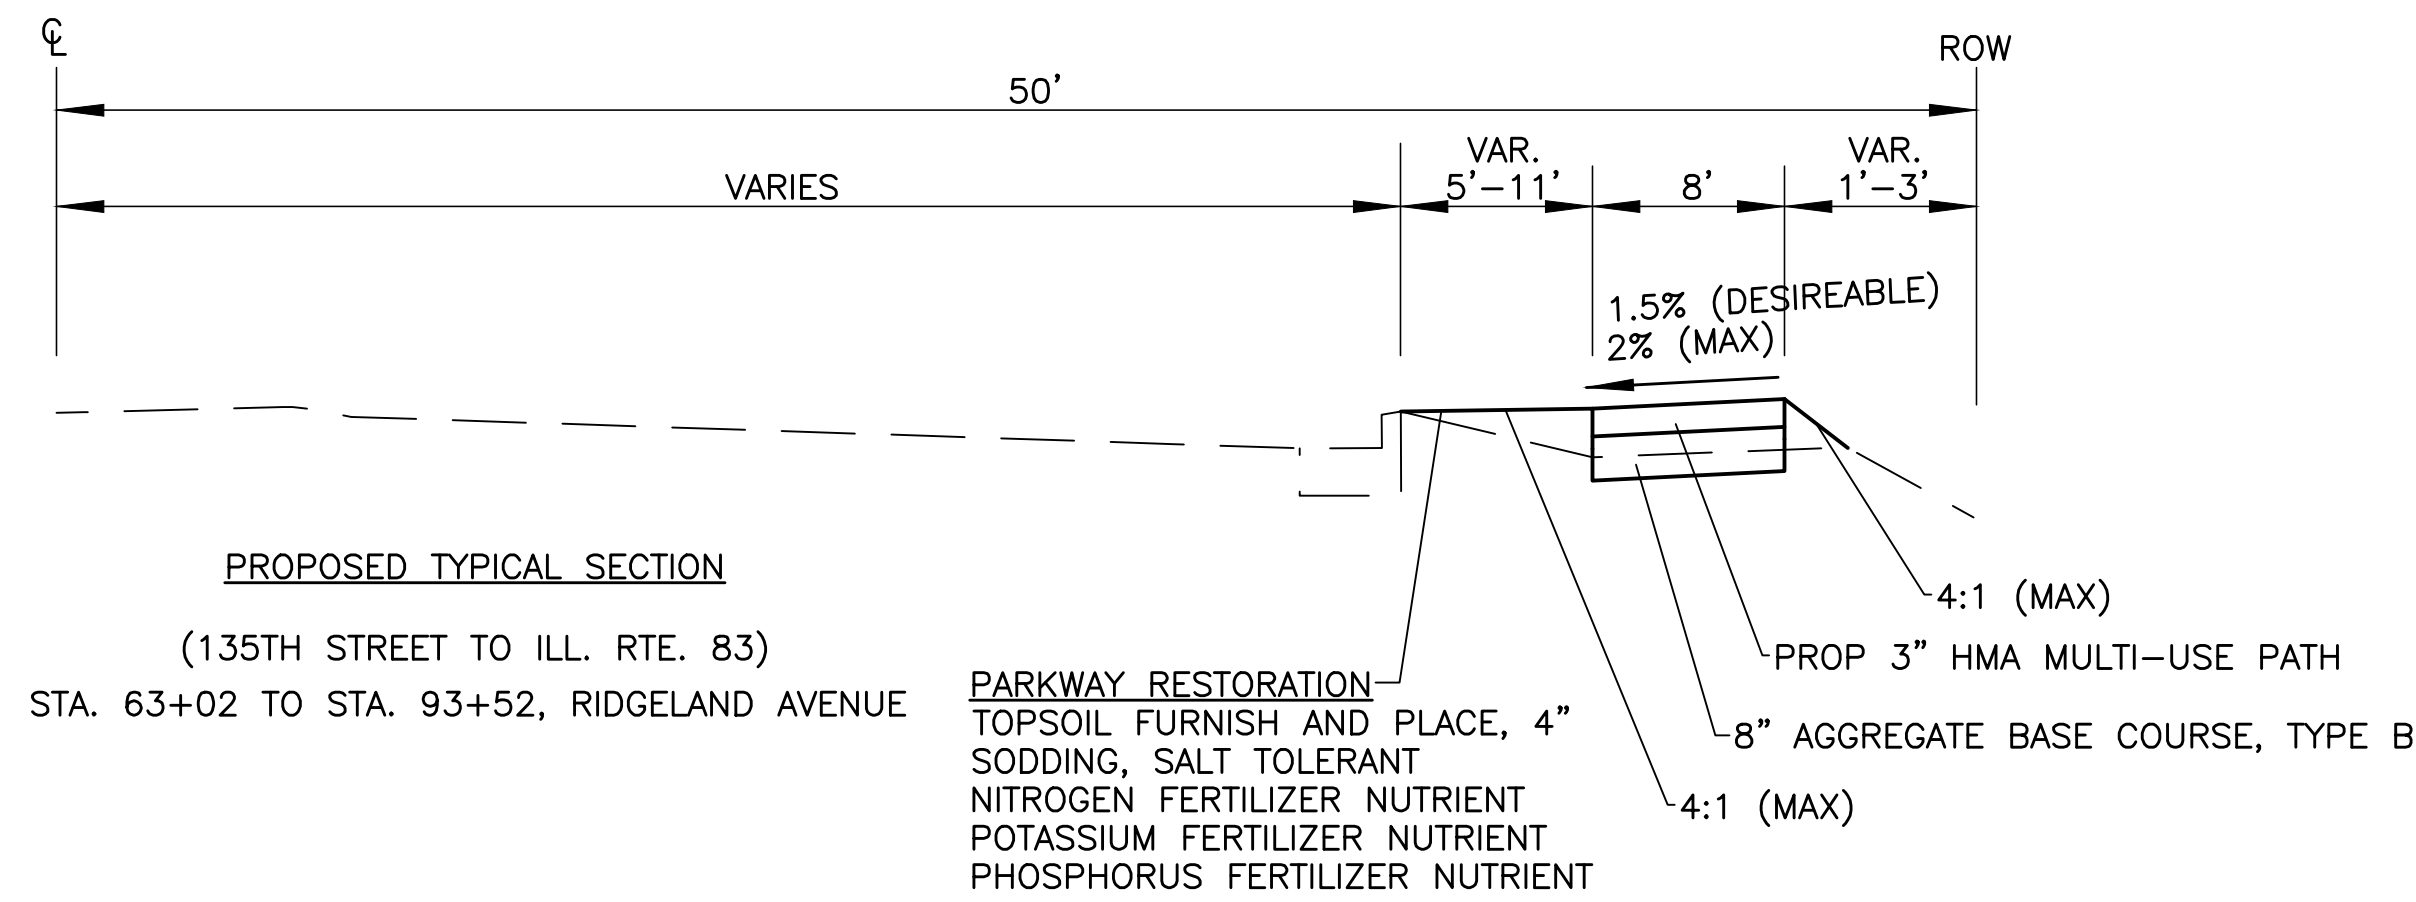 ℄
ROW
50’
VARIES
VAR.
5’-11’
8’
VAR.
1’-3’
1.5% (DESIREABLE)
2% (MAX)
PROPOSED TYPICAL SECTION
(135TH STREET TO ILL. RTE. 83)
STA. 63+02 TO STA. 93+52, RIDGELAND AVENUE
PARKWAY RESTORATION
TOPSOIL FURNISH AND PLACE, 4”
SODDING, SALT TOLERANT
NITROGEN FERTILIZER NUTRIENT
POTASSIUM FERTILIZER NUTRIENT
PHOSPHORUS FERTILIZER NUTRIENT
4:1 (MAX)
PROP 3” HMA MULTI-USE PATH
8” AGGREGATE BASE COURSE, TYPE B
4:1 (MAX)